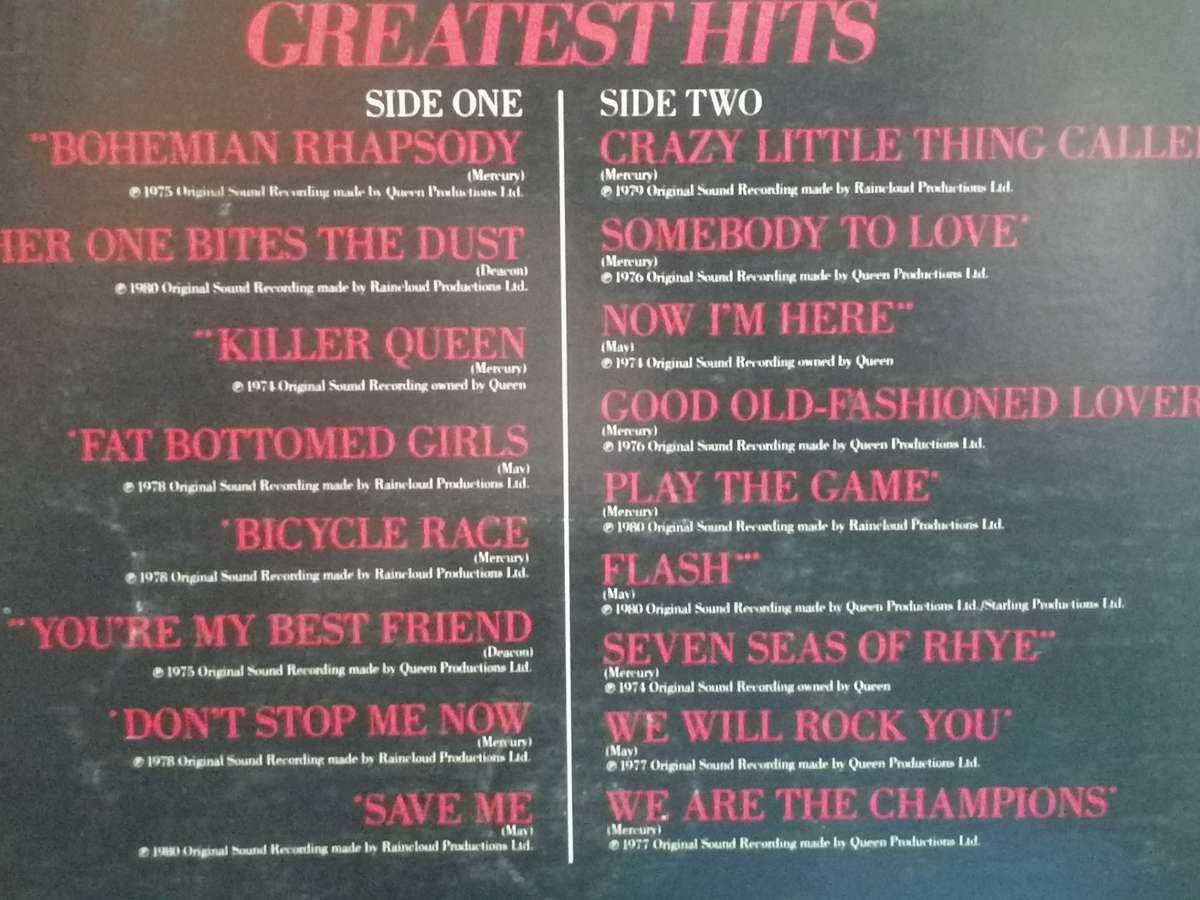 GREATEST HITS
SIDE ONE
**BOHEMIAN RHAPSODY
(Mercury)
℗ 1975 Original Sound Recording made by Queen Productions Ltd.
HER ONE BITES THE DUST
(Deacon)
℗ 1980 Original Sound Recording made by Raincloud Productions Ltd.
**KILLER QUEEN
(Mercury)
℗ 1974 Original Sound Recording owned by Queen
*FAT BOTTOMED GIRLS
(May)
℗ 1978 Original Sound Recording made by Raincloud Productions Ltd.
*BICYCLE RACE
(Mercury)
℗ 1978 Original Sound Recording made by Raincloud Productions Ltd.
**YOU'RE MY BEST FRIEND
(Deacon)
℗ 1975 Original Sound Recording made by Queen Productions Ltd.
*DON'T STOP ME NOW
(Mercury)
℗ 1978 Original Sound Recording made by Raincloud Productions Ltd.
*SAVE ME
(May)
℗ 1980 Original Sound Recording made by Raincloud Productions Ltd.
SIDE TWO
CRAZY LITTLE THING CALLE
(Mercury)
℗ 1979 Original Sound Recording made by Raincloud Productions Ltd.
SOMEBODY TO LOVE*
(Mercury)
℗ 1976 Original Sound Recording made by Queen Productions Ltd.
NOW I'M HERE**
(May)
℗ 1974 Original Sound Recording owned by Queen
GOOD OLD-FASHIONED LOVER
(Mercury)
℗ 1976 Original Sound Recording made by Queen Productions Ltd.
PLAY THE GAME*
(Mercury)
℗ 1980 Original Sound Recording made by Raincloud Productions Ltd.
FLASH***
(May)
℗ 1980 Original Sound Recording made by Queen Productions Ltd./Starling Productions Ltd.
SEVEN SEAS OF RHYE**
(Mercury)
℗ 1974 Original Sound Recording owned by Queen
WE WILL ROCK YOU*
(May)
℗ 1977 Original Sound Recording made by Queen Productions Ltd.
WE ARE THE CHAMPIONS*
(Mercury)
℗ 1977 Original Sound Recording made by Queen Productions Ltd.